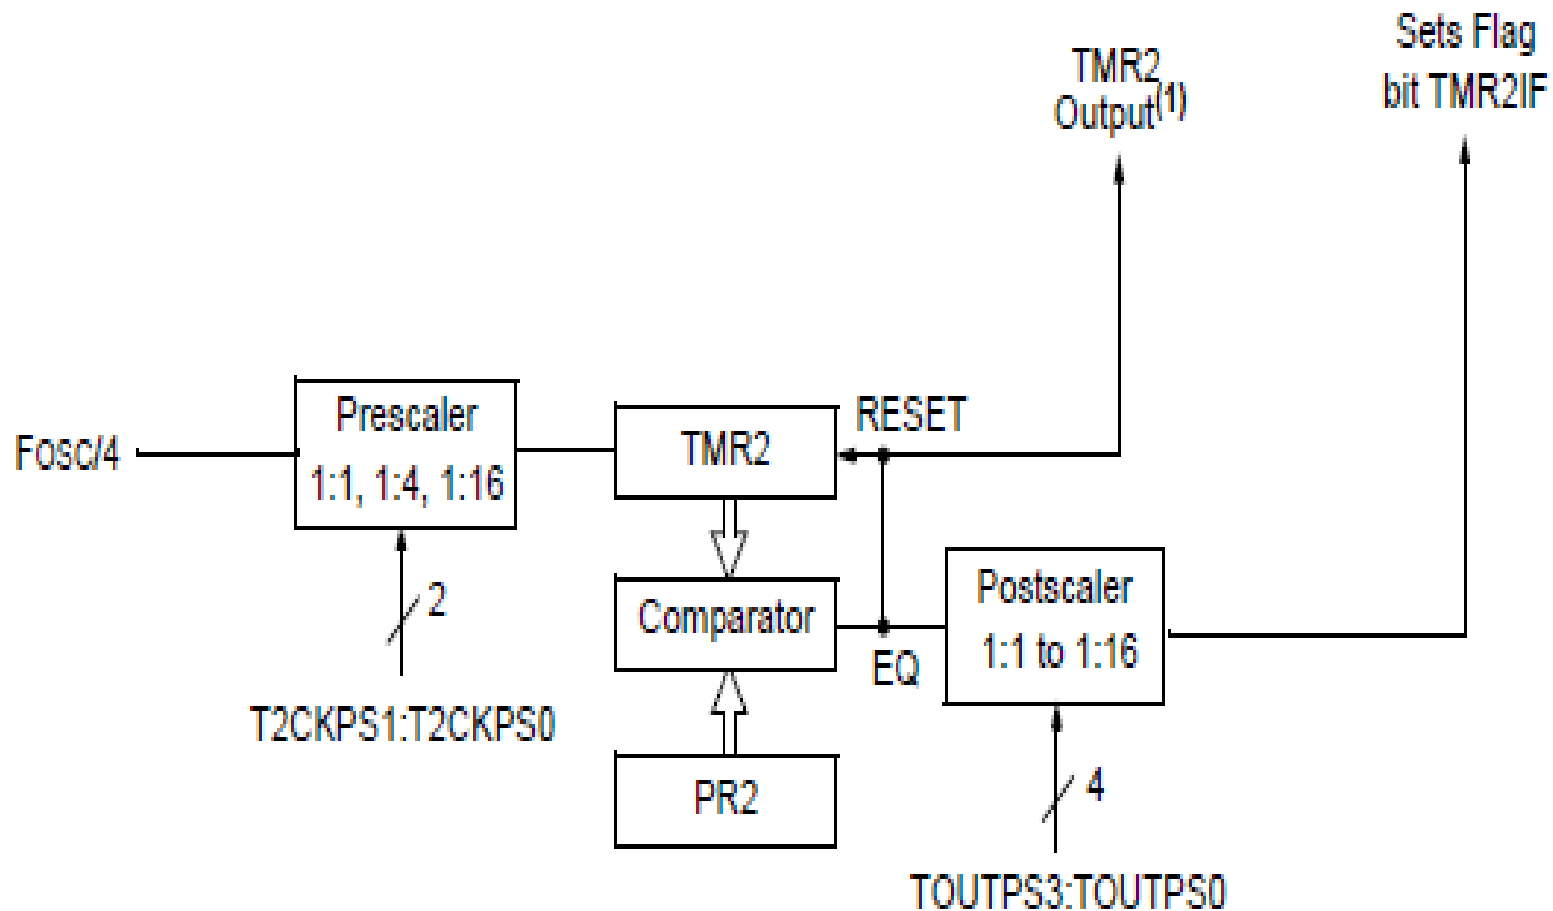 Sets Flag
bit TMR2IF
TMR2
Output(1)
Fosc/4
Prescaler
1:1, 1:4, 1:16
TMR2
RESET
2
Comparator
EQ
Postscaler
1:1 to 1:16
T2CKPS1:T2CKPS0
PR2
4
TOUTPS3:TOUTPS0